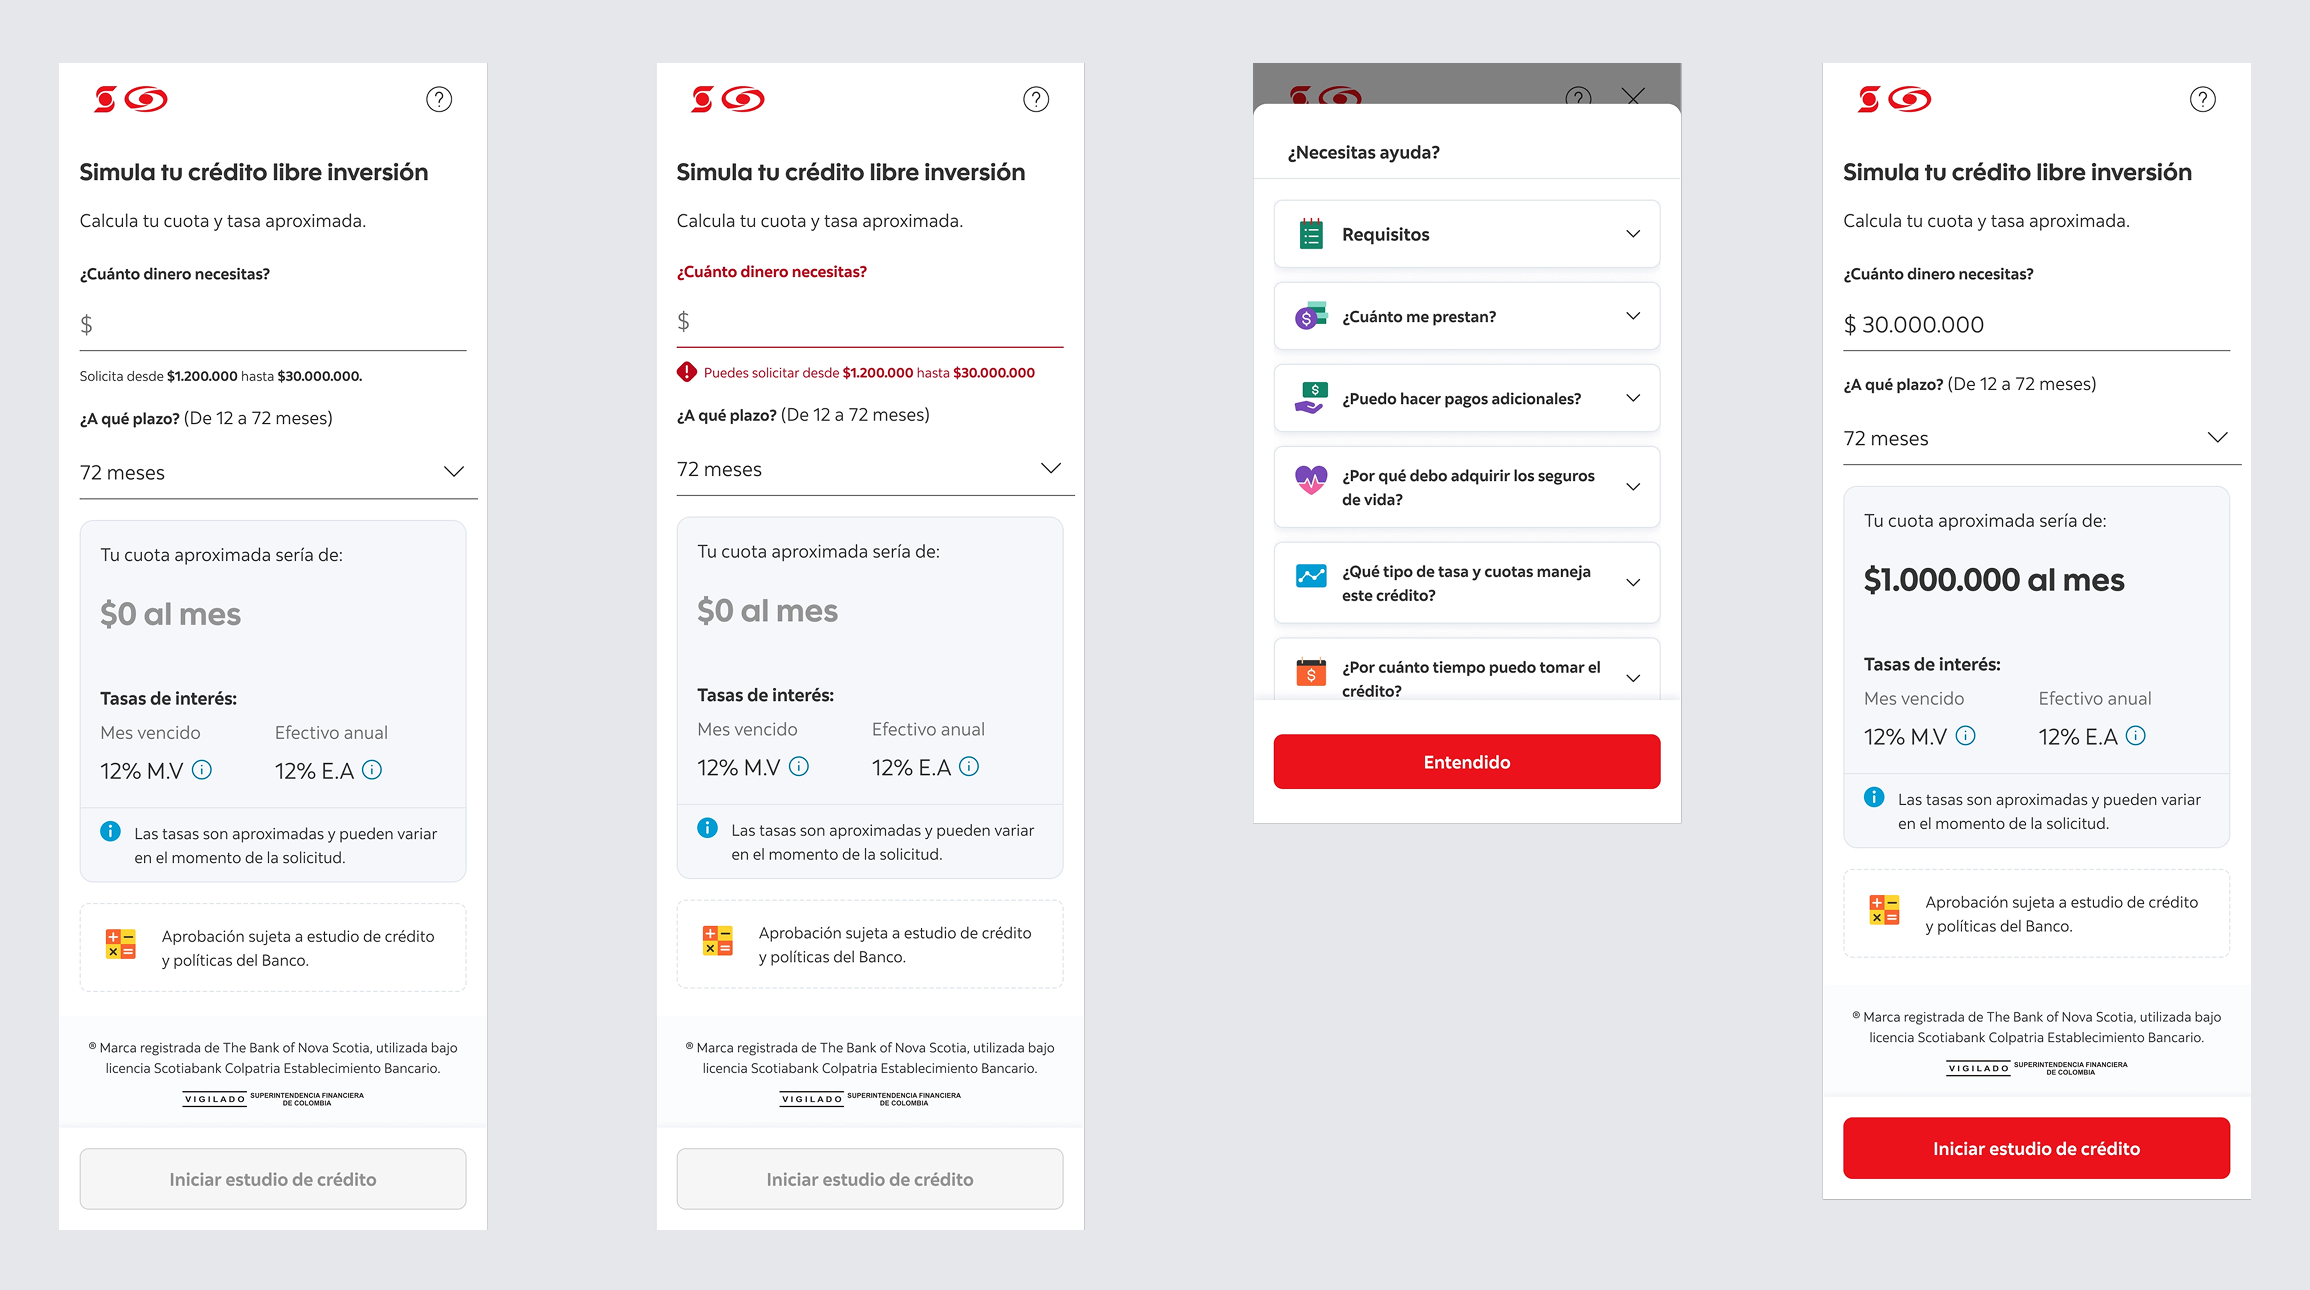 Simula tu crédito libre inversión
Calcula tu cuota y tasa aproximada.
¿Cuánto dinero necesitas?
$
Solicita desde $1.200.000 hasta $30.000.000.
¿A qué plazo? (De 12 a 72 meses)
72 meses
Tu cuota aproximada sería de:
$0 al mes
Tasas de interés:
Mes vencido Efectivo anual
12% M.V 12% E.A
Las tasas son aproximadas y pueden variar
en el momento de la solicitud.
Aprobación sujeta a estudio de crédito
y políticas del Banco.
® Marca registrada de The Bank of Nova Scotia, utilizada bajo
licencia Scotiabank Colpatria Establecimiento Bancario.
VIGILADO SUPERINTENDENCIA FINANCIERA
DE COLOMBIA
Iniciar estudio de crédito
Simula tu crédito libre inversión
Calcula tu cuota y tasa aproximada.
¿Cuánto dinero necesitas?
$
Puedes solicitar desde $1.200.000 hasta $30.000.000
¿A qué plazo? (De 12 a 72 meses)
72 meses
Tu cuota aproximada sería de:
$0 al mes
Tasas de interés:
Mes vencido Efectivo anual
12% M.V 12% E.A
Las tasas son aproximadas y pueden variar
en el momento de la solicitud.
Aprobación sujeta a estudio de crédito
y políticas del Banco.
® Marca registrada de The Bank of Nova Scotia, utilizada bajo
licencia Scotiabank Colpatria Establecimiento Bancario.
VIGILADO SUPERINTENDENCIA FINANCIERA
DE COLOMBIA
Iniciar estudio de crédito
¿Necesitas ayuda?
Requisitos
¿Cuánto me prestan?
¿Puedo hacer pagos adicionales?
¿Por qué debo adquirir los seguros
de vida?
¿Qué tipo de tasa y cuotas maneja
este crédito?
¿Por cuánto tiempo puedo tomar el
crédito?
Entendido
Simula tu crédito libre inversión
Calcula tu cuota y tasa aproximada.
¿Cuánto dinero necesitas?
$ 30.000.000
¿A qué plazo? (De 12 a 72 meses)
72 meses
Tu cuota aproximada sería de:
$1.000.000 al mes
Tasas de interés:
Mes vencido Efectivo anual
12% M.V 12% E.A
Las tasas son aproximadas y pueden variar
en el momento de la solicitud.
Aprobación sujeta a estudio de crédito
y políticas del Banco.
® Marca registrada de The Bank of Nova Scotia, utilizada bajo
licencia Scotiabank Colpatria Establecimiento Bancario.
VIGILADO SUPERINTENDENCIA FINANCIERA
DE COLOMBIA
Iniciar estudio de crédito